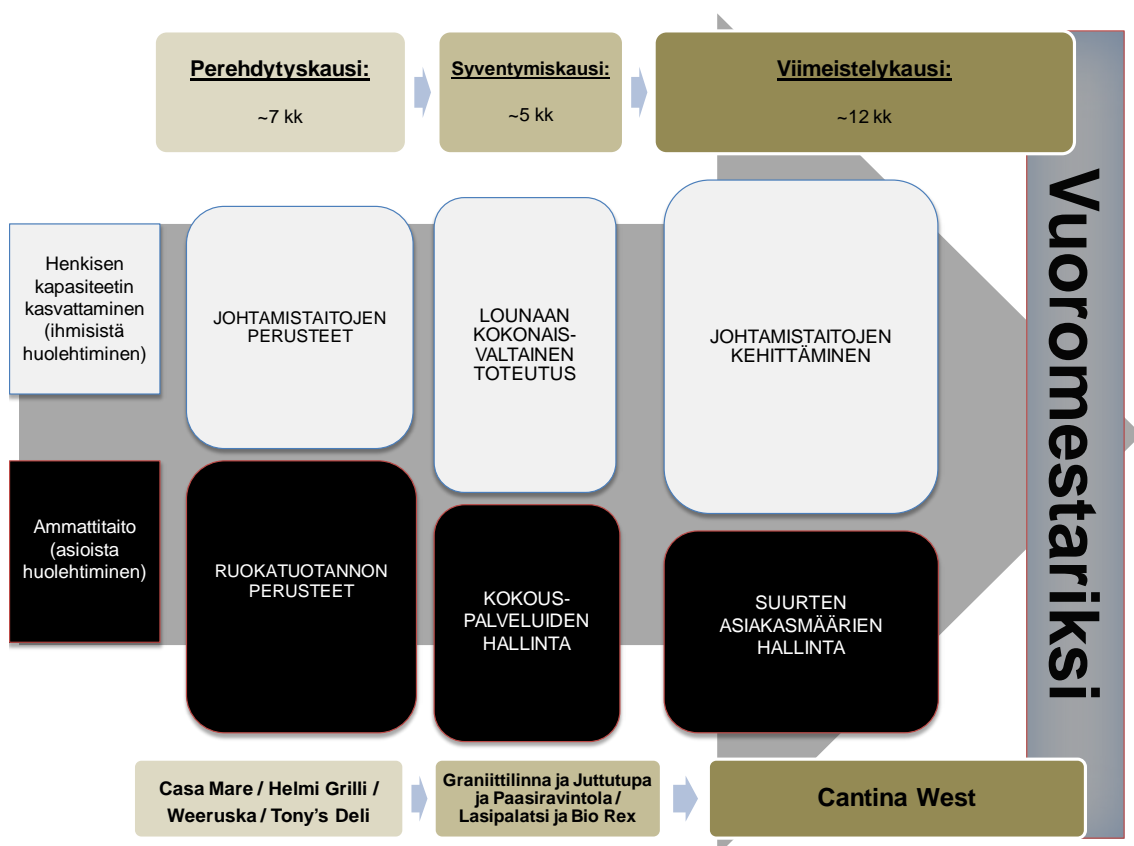 Perehdytyskausi:
~7 kk
Syventymiskausi:
~5 kk
Viimeistelykausi:
~12 kk
Henkisen
kapasiteetin
kasvattaminen
(ihmisistä
huolehtiminen)
JOHTAMISTAITOJEN
PERUSTEET
LOUNAAN
KOKONAIS-
VALTAINEN
TOTEUTUS
JOHTAMISTAITOJEN
KEHITTÄMINEN
Ammattitaito
(asioista
huolehtiminen)
RUOKATUOTANNON
PERUSTEET
KOKOUS-
PALVELUIDEN
HALLINTA
SUURTEN
ASIAKASMÄÄRIEN
HALLINTA
Vuoromestariksi
Casa Mare / Helmi Grilli /
Weeruska / Tony's Deli
Graniittilinna ja Juttutupa
ja Paasiravintola /
Lasipalatsi ja Bio Rex
Cantina West